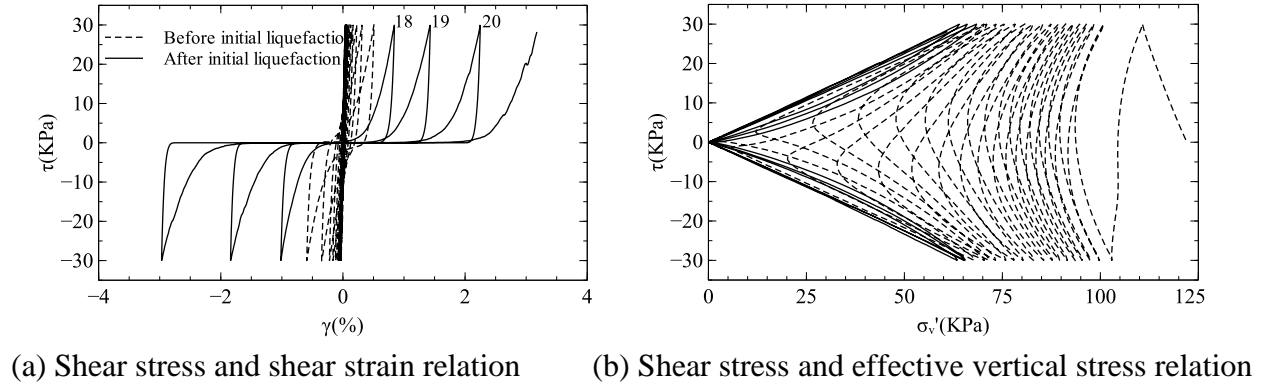 30
20
10
0
−10
−20
−30
τ(KPa)
18 19 20
Before initial liquefaction
After initial liquefaction
−4 −2 0 2 4
γ(%)
30
20
10
0
−10
−20
−30
τ(KPa)
0 25 50 75 100 125
σv'(KPa)
(a) Shear stress and shear strain relation
(b) Shear stress and effective vertical stress relation